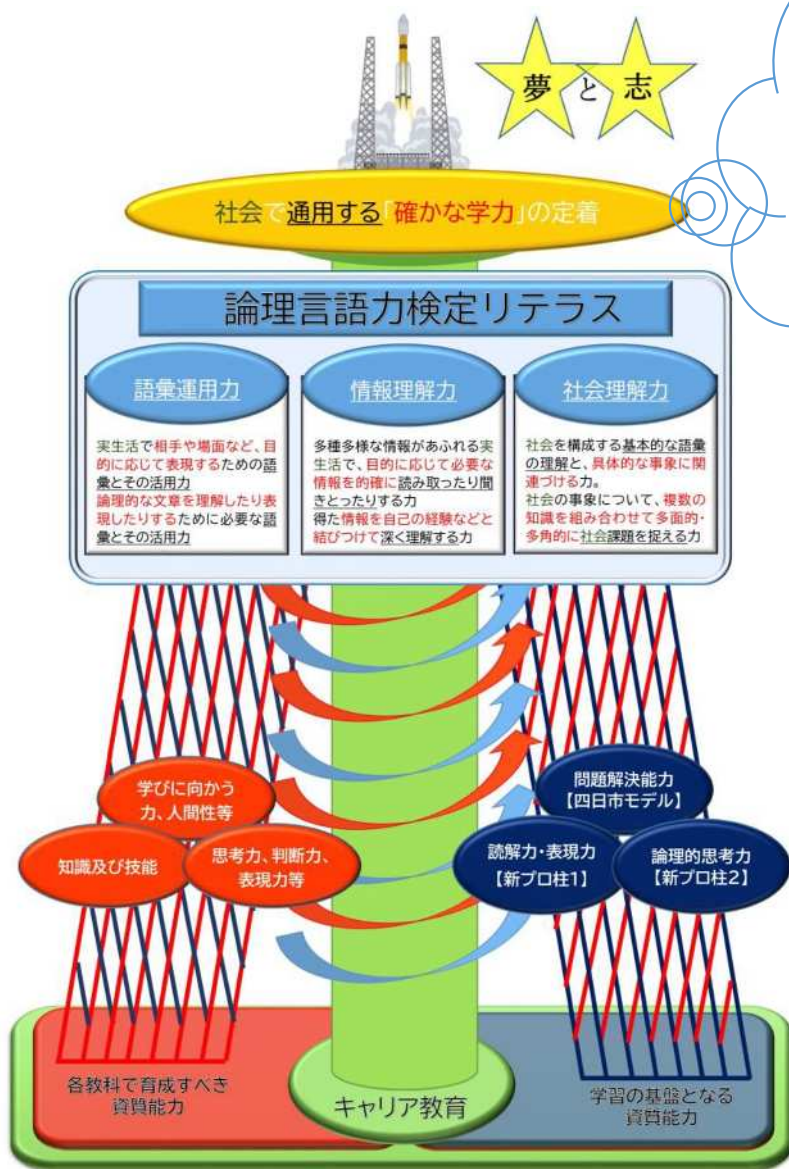 夢と志
社会で通用する「確かな学力」の定着
論理言語力検定リテラス
語彙運用力
実生活で相手や場面など、目
的に応じて表現するための語
彙とその活用力
論理的な文章を理解したり表
現したりするために必要な語
彙とその活用力
情報理解力
多種多様な情報があふれる実
生活で、目的に応じて必要な
情報を的確に読み取ったり聞
きとったりする力
得た情報を自己の経験などと
結びつけて深く理解する力
社会理解力
社会を構成する基本的な語彙
の理解と、具体的な事象に関
連づける力。
社会の事象について、複数の
知識を組み合わせて多面的・
多角的に社会課題を捉える力
学びに向かう
力、人間性等
知識及び技能
思考力、判断力、
表現力等
問題解決能力
【四日市モデル】
読解力・表現力
【新プロ柱1】
論理的思考力
【新プロ柱2】
各教科で育成すべき
資質能力
キャリア教育
学習の基盤となる
資質能力